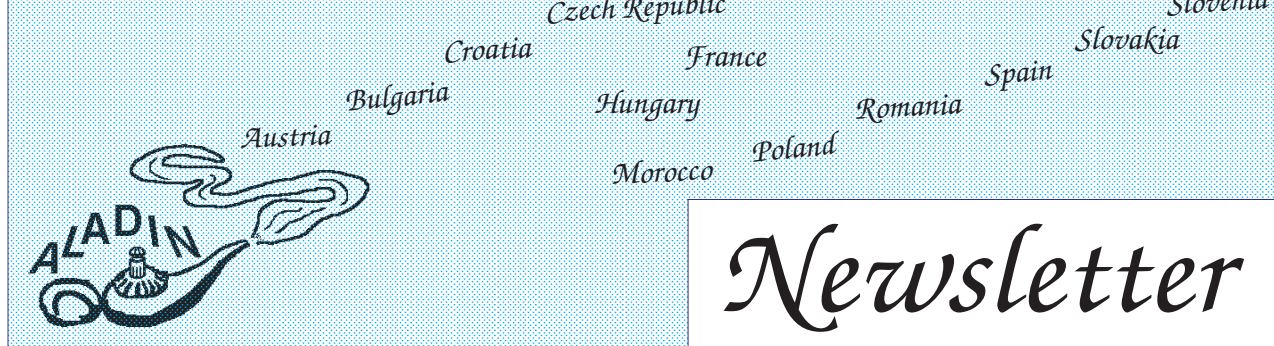 Czech Republic
Slovenia
Croatia
France
Slovakia
Bulgaria
Hungary
Romania
Spain
Austria
Morocco
Poland
ALADIN
Newsletter